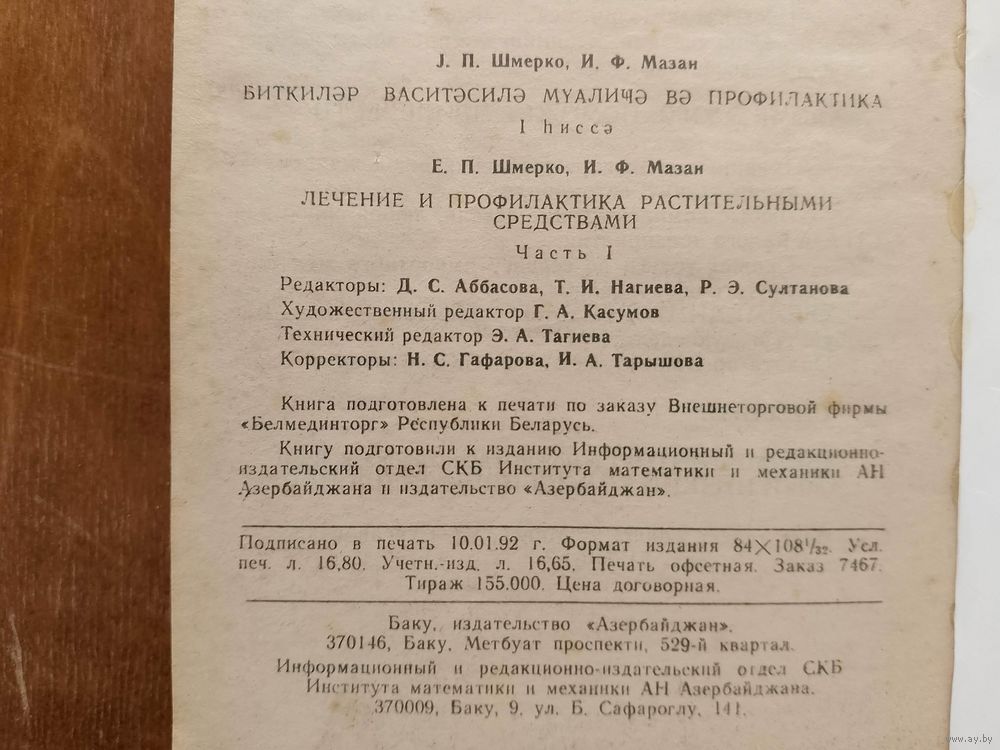 Ј. П. Шмерко, И. Ф. Мазан
БИТКИЛӘР ВАСИТӘСИЛӘ МҮАЛИҸӘ ВӘ ПРОФИЛАКТИКА
I һиссә
Е. П. Шмерко, И. Ф. Мазан
ЛЕЧЕНИЕ И ПРОФИЛАКТИКА РАСТИТЕЛЬНЫМИ
СРЕДСТВАМИ
Часть I
Редакторы: Д. С. Аббасова, Т. И. Нагиева, Р. Э. Султанова
Художественный редактор Г. А. Касумов
Технический редактор Э. А. Тагиева
Корректоры: Н. С. Гафарова, И. А. Тарышова
Книга подготовлена к печати по заказу Внешнеторговой фирмы
«Белмединторг» Республики Беларусь.
Книгу подготовили к изданию Информационный и редакционно-
издательский отдел СКБ Института математики и механики АН
Азербайджана и издательство «Азербайджан».
Подписано в печать 10.01.92 г. Формат издания 84×108¹/₃₂. Усл.
печ. л. 16,80. Учетн.-изд. л. 16,65. Печать офсетная. Заказ 7467.
Тираж 155.000. Цена договорная.
Баку, издательство «Азербайджан».
370146, Баку, Метбуат проспекти, 529-й квартал.
Информационный и редакционно-издательский отдел СКБ
Института математики и механики АН Азербайджана.
370009, Баку, 9, ул. Б. Сафароглу, 141.
www.ay.by